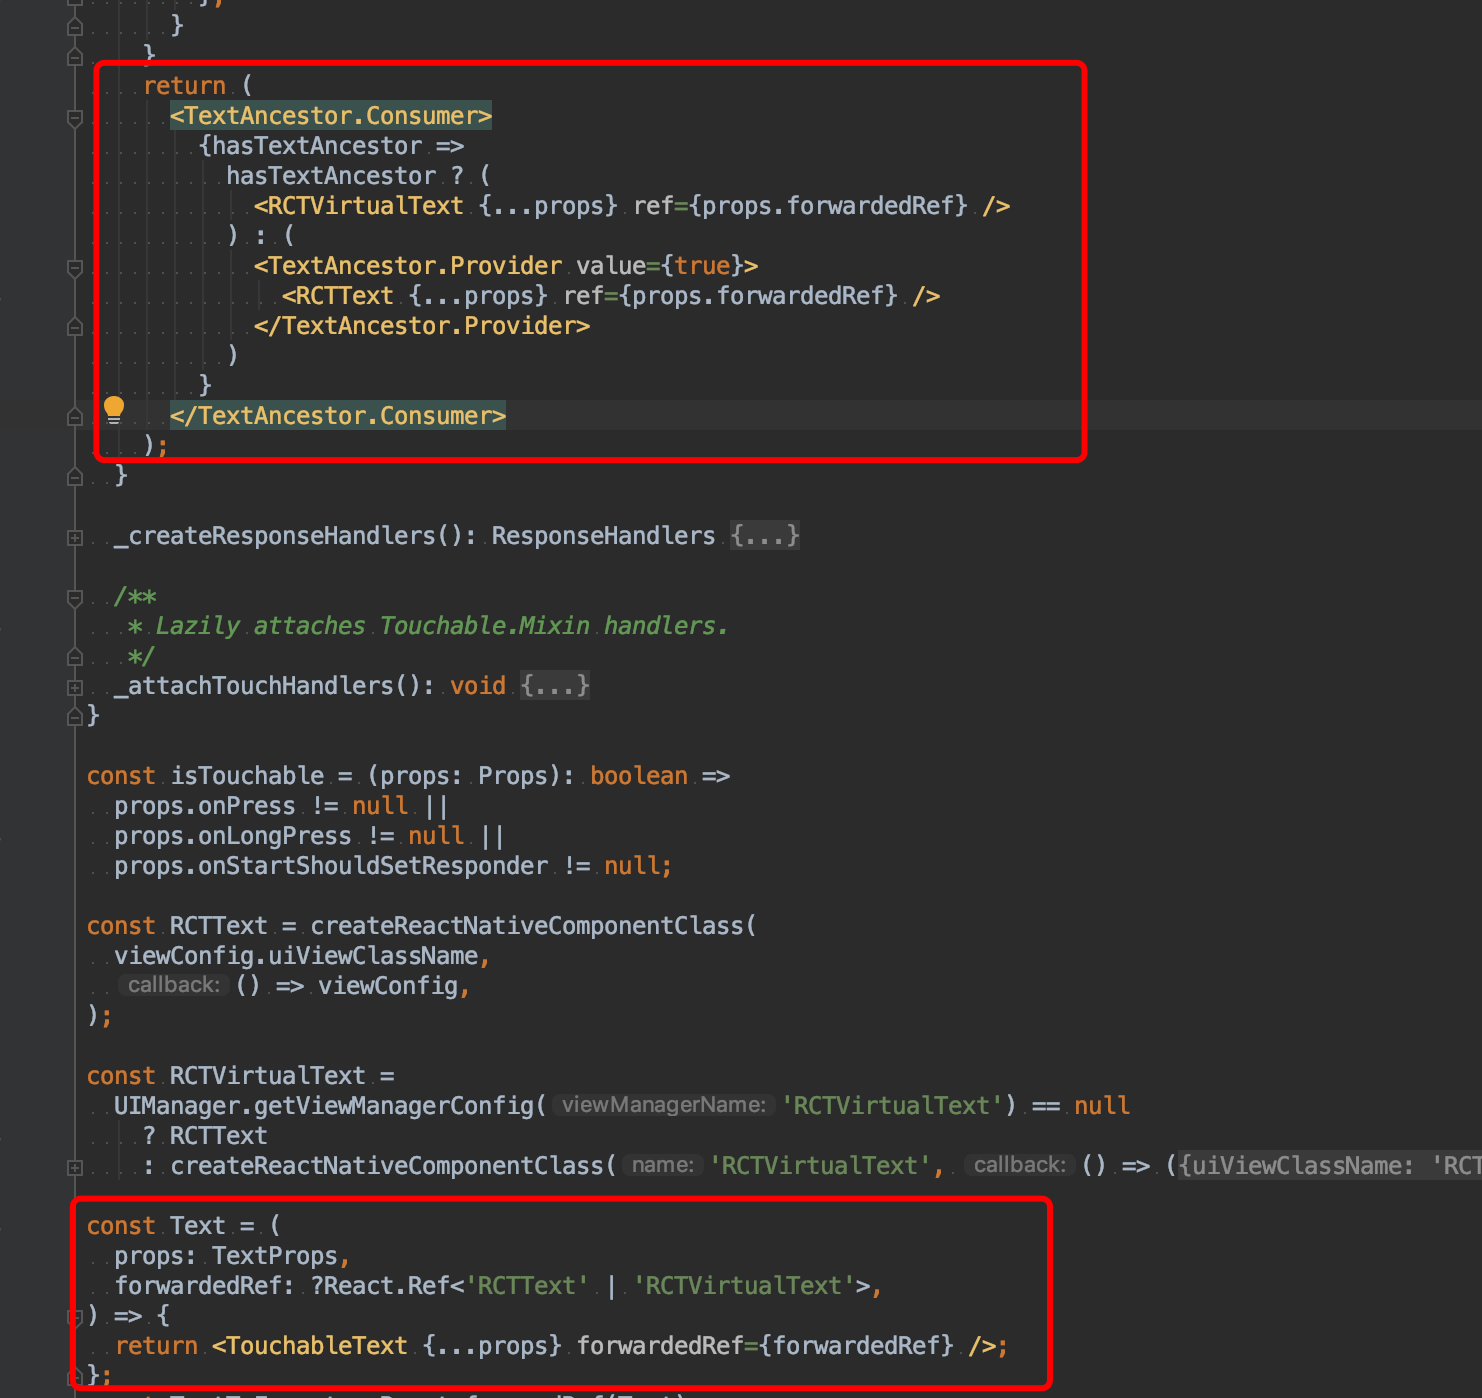 };
}
}
return (
<TextAncestor.Consumer>
{hasTextAncestor =>
hasTextAncestor ? (
<RCTVirtualText {...props} ref={props.forwardedRef} />
) : (
<TextAncestor.Provider value={true}>
<RCTText {...props} ref={props.forwardedRef} />
</TextAncestor.Provider>
)
}
</TextAncestor.Consumer>
);
}
_createResponseHandlers(): ResponseHandlers {...}
/**
* Lazily attaches Touchable.Mixin handlers.
*/
_attachTouchHandlers(): void {...}
}
const isTouchable = (props: Props): boolean =>
props.onPress != null ||
props.onLongPress != null ||
props.onStartShouldSetResponder != null;
const RCTText = createReactNativeComponentClass(
viewConfig.uiViewClassName,
callback: () => viewConfig,
);
const RCTVirtualText =
UIManager.getViewManagerConfig( viewManagerName: 'RCTVirtualText') == null
? RCTText
: createReactNativeComponentClass( name: 'RCTVirtualText', callback: () => ({uiViewClassName: 'RCT
const Text = (
props: TextProps,
forwardedRef: ?React.Ref<'RCTText' | 'RCTVirtualText'>,
) => {
return <TouchableText {...props} forwardedRef={forwardedRef} />;
};